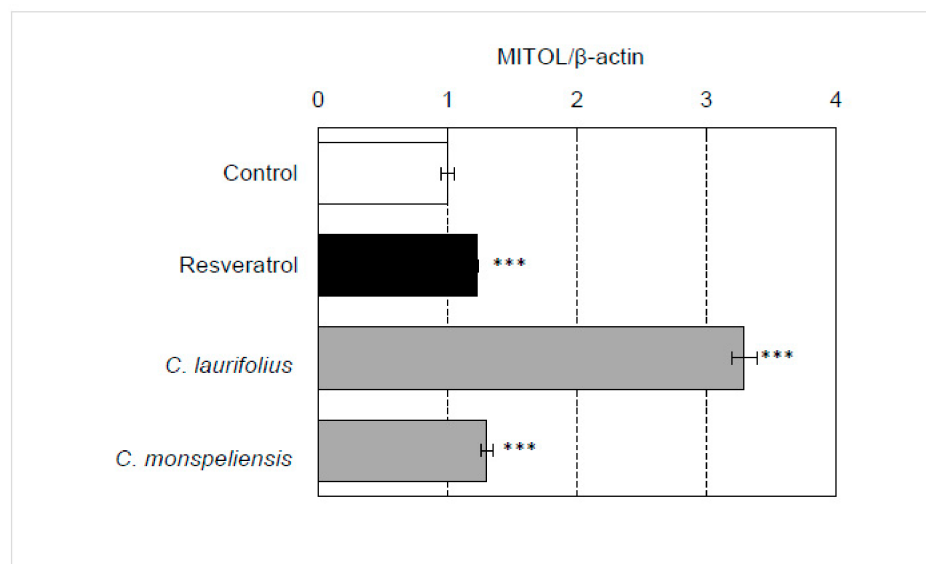 MITOL/β-actin
0 1 2 3 4
Control
Resveratrol ***
C. laurifolius ***
C. monspeliensis ***